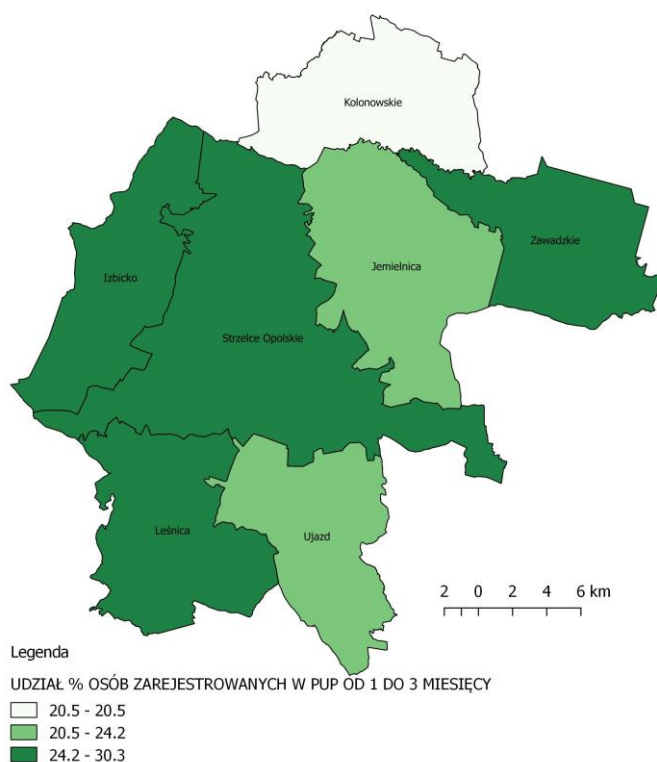 Kolonowskie
Zawadzkie
Jemielnica
Izbicko
Strzelce Opolskie
Leśnica
Ujazd
2 0 2 4 6 km
Legenda
UDZIAŁ % OSÓB ZAREJESTROWANYCH W PUP OD 1 DO 3 MIESIĘCY
20.5 - 20.5
20.5 - 24.2
24.2 - 30.3